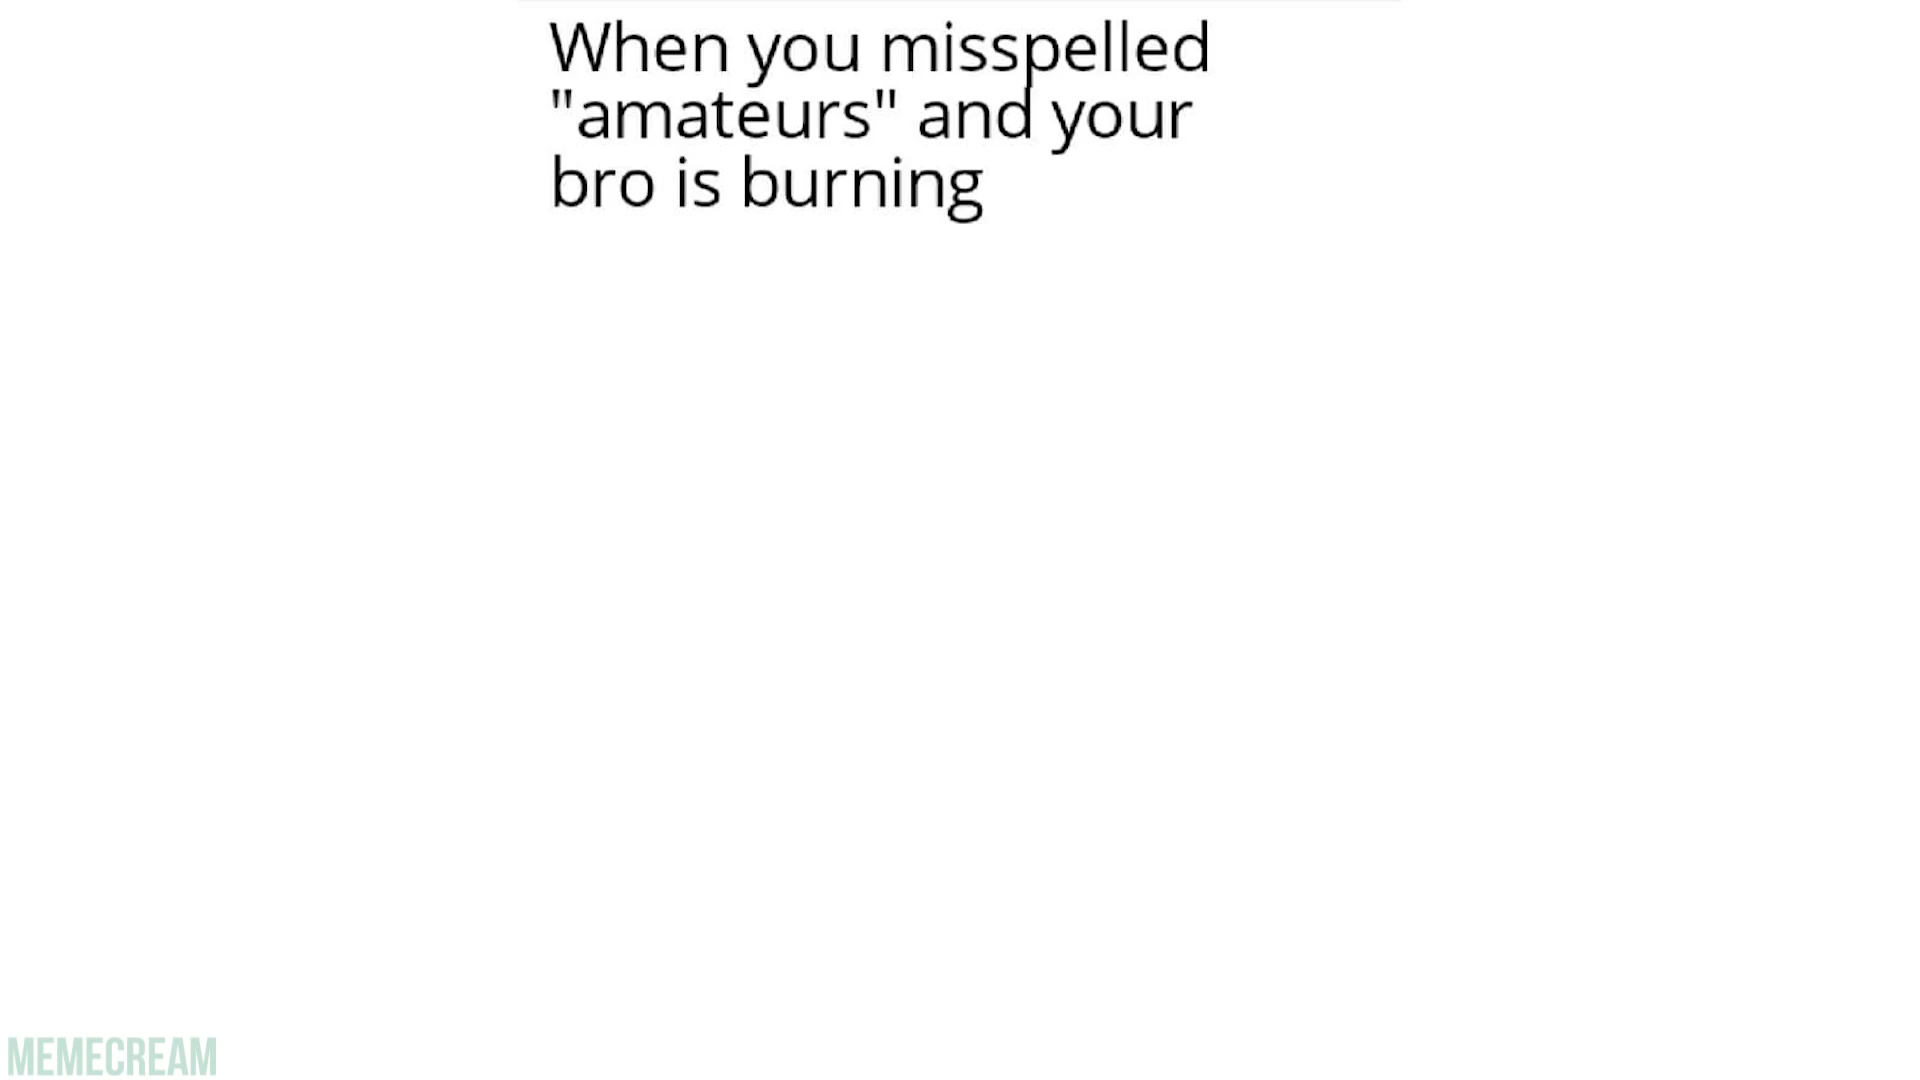 When you misspelled
"amateurs" and your
bro is burning
MEMECREAM